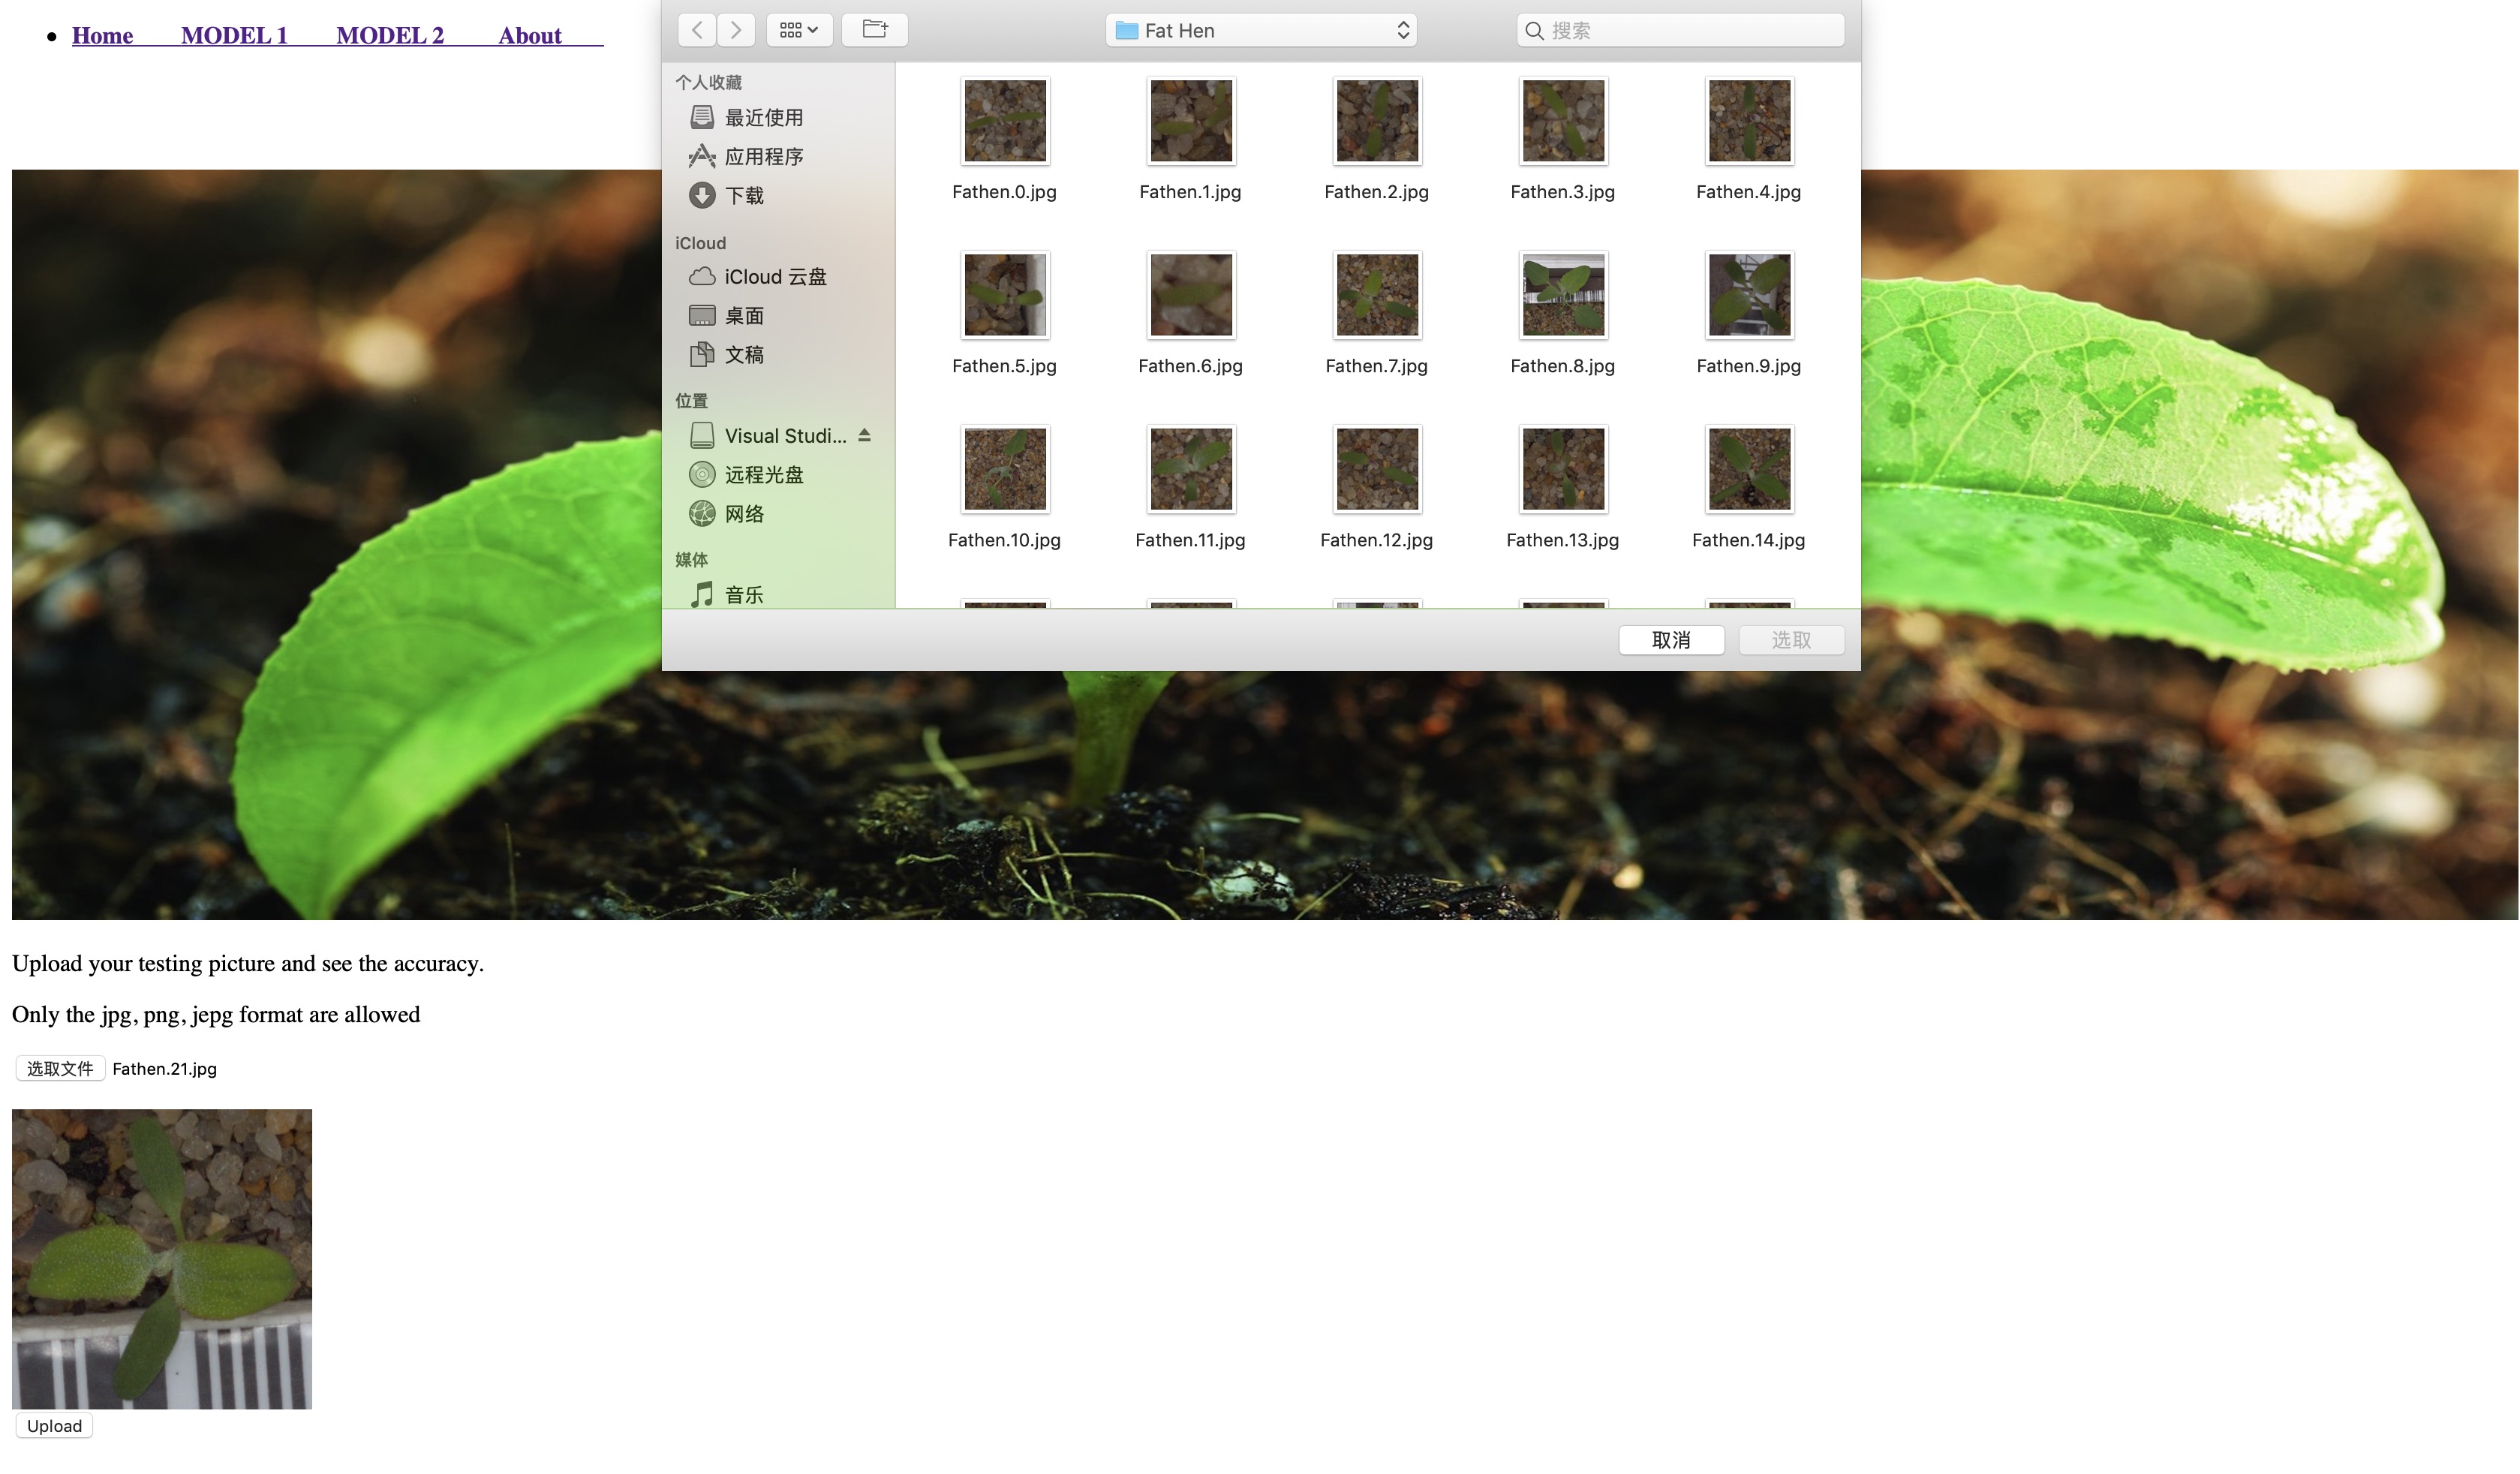 Home MODEL 1 MODEL 2 About
Fat Hen
搜索
个人收藏
最近使用
应用程序
下载
iCloud
iCloud 云盘
桌面
文稿
位置
Visual Studi...
远程光盘
网络
媒体
音乐
Fathen.0.jpg Fathen.1.jpg Fathen.2.jpg Fathen.3.jpg Fathen.4.jpg
Fathen.5.jpg Fathen.6.jpg Fathen.7.jpg Fathen.8.jpg Fathen.9.jpg
Fathen.10.jpg Fathen.11.jpg Fathen.12.jpg Fathen.13.jpg Fathen.14.jpg
取消 选取
Upload your testing picture and see the accuracy.
Only the jpg, png, jepg format are allowed
选取文件 Fathen.21.jpg
Upload